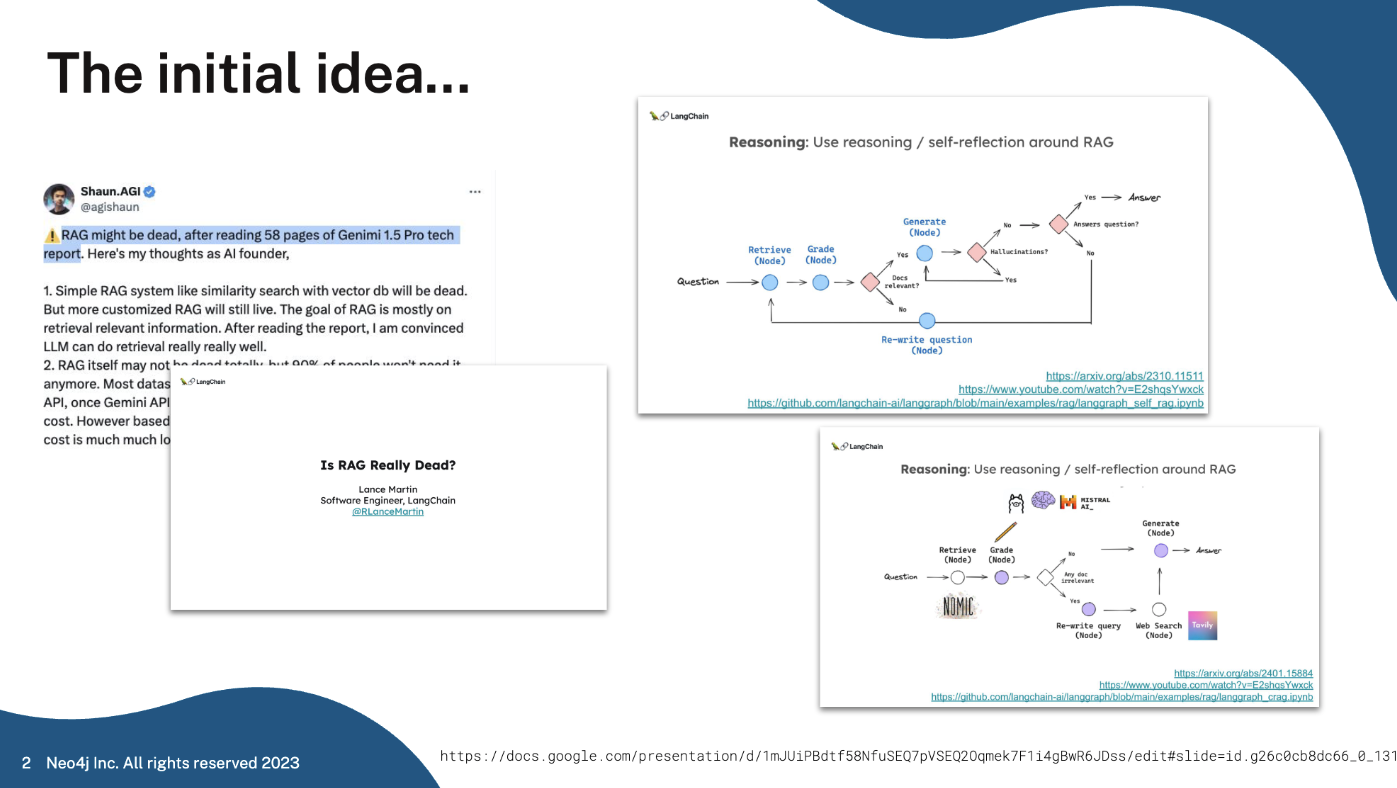 The initial idea...
Shaun.AGI
@agishaun
⚠️RAG might be dead, after reading 58 pages of Genimi 1.5 Pro tech
report. Here's my thoughts as AI founder,
1. Simple RAG system like similarity search with vector db will be dead.
But more customized RAG will still live. The goal of RAG is mostly on
retrieval relevant information. After reading the report, I am convinced
LLM can do retrieval really really well.
2. RAG itself may not be dead totally, but 90% of people won't need it
anymore. Most datas
API, once Gemini API
cost. However based
cost is much much lo
LangChain
Is RAG Really Dead?
Lance Martin
Software Engineer, LangChain
@RLanceMartin
LangChain
Reasoning: Use reasoning / self-reflection around RAG
Question
Retrieve
(Node)
Grade
(Node)
Docs
relevant?
Yes
No
Generate
(Node)
Hallucinations?
No
Yes
Answers question?
Yes
Answer
No
Re-write question
(Node)
https://arxiv.org/abs/2310.11511
https://www.youtube.com/watch?v=E2shqsYwxck
https://github.com/langchain-ai/langgraph/blob/main/examples/rag/langgraph_self_rag.ipynb
LangChain
Reasoning: Use reasoning / self-reflection around RAG
MISTRAL
AI_
Question
Retrieve
(Node)
NOMIC
Grade
(Node)
Any doc
irrelevant
No
Yes
Generate
(Node)
Answer
Re-write query
(Node)
Web Search
(Node)
Tavily
https://arxiv.org/abs/2401.15884
https://www.youtube.com/watch?v=E2shqsYwxck
https://github.com/langchain-ai/langgraph/blob/main/examples/rag/langgraph_crag.ipynb
2 Neo4j Inc. All rights reserved 2023
https://docs.google.com/presentation/d/1mJUiPBdtf58NfuSEQ7pVSEQ2Oqmek7F1i4gBwR6JDss/edit#slide=id.g26c0cb8dc66_0_131